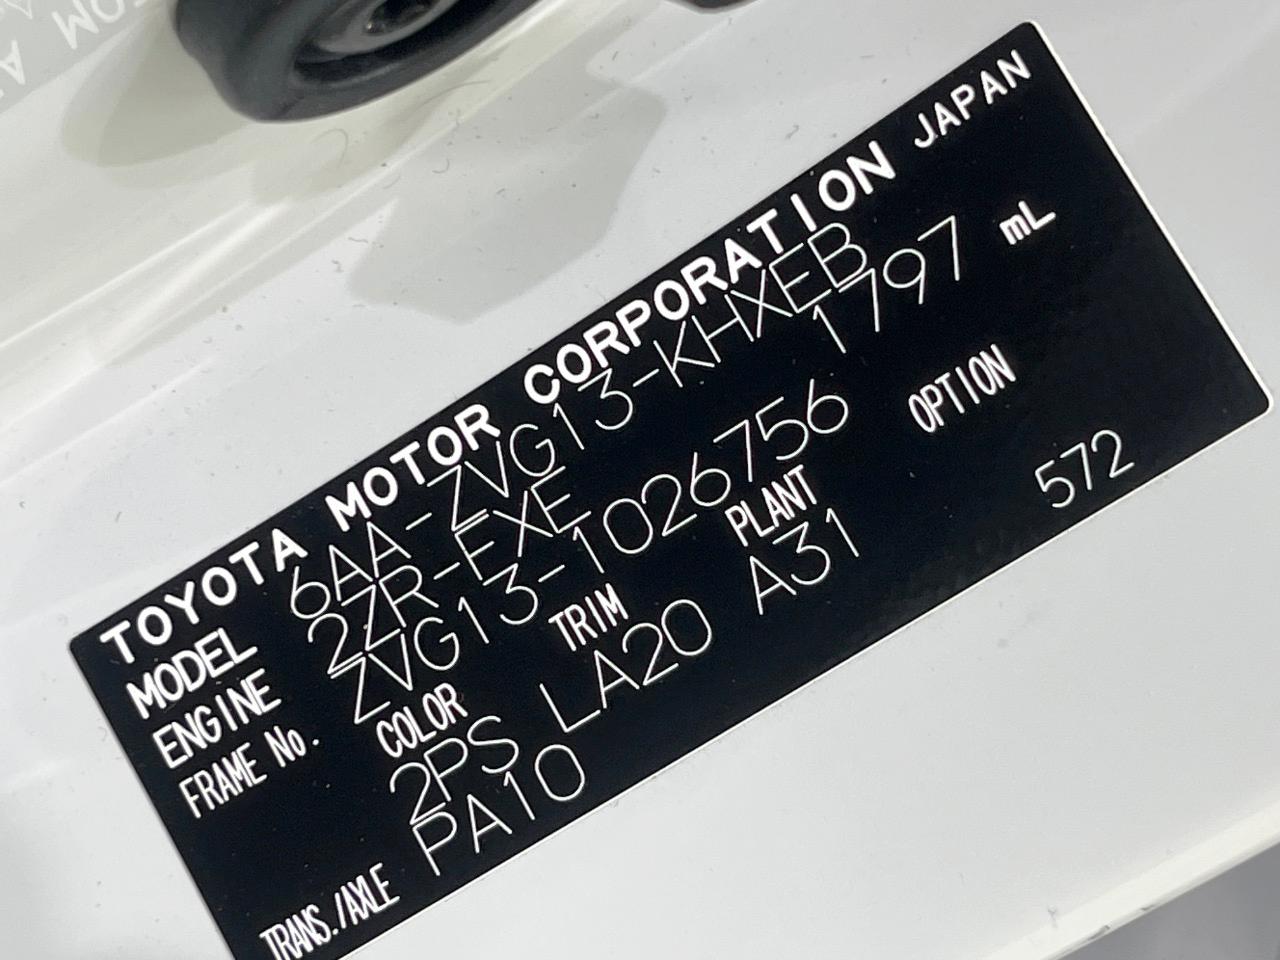 TOYOTA MOTOR CORPORATION JAPAN
MODEL 6AA-ZVG13-KHXEB
ENGINE 2ZR-FXE 1797 mL
FRAME No. ZVG13-1026756
COLOR TRIM PLANT OPTION
2PS LA20 A31 572
TRANS./AXLE PA10